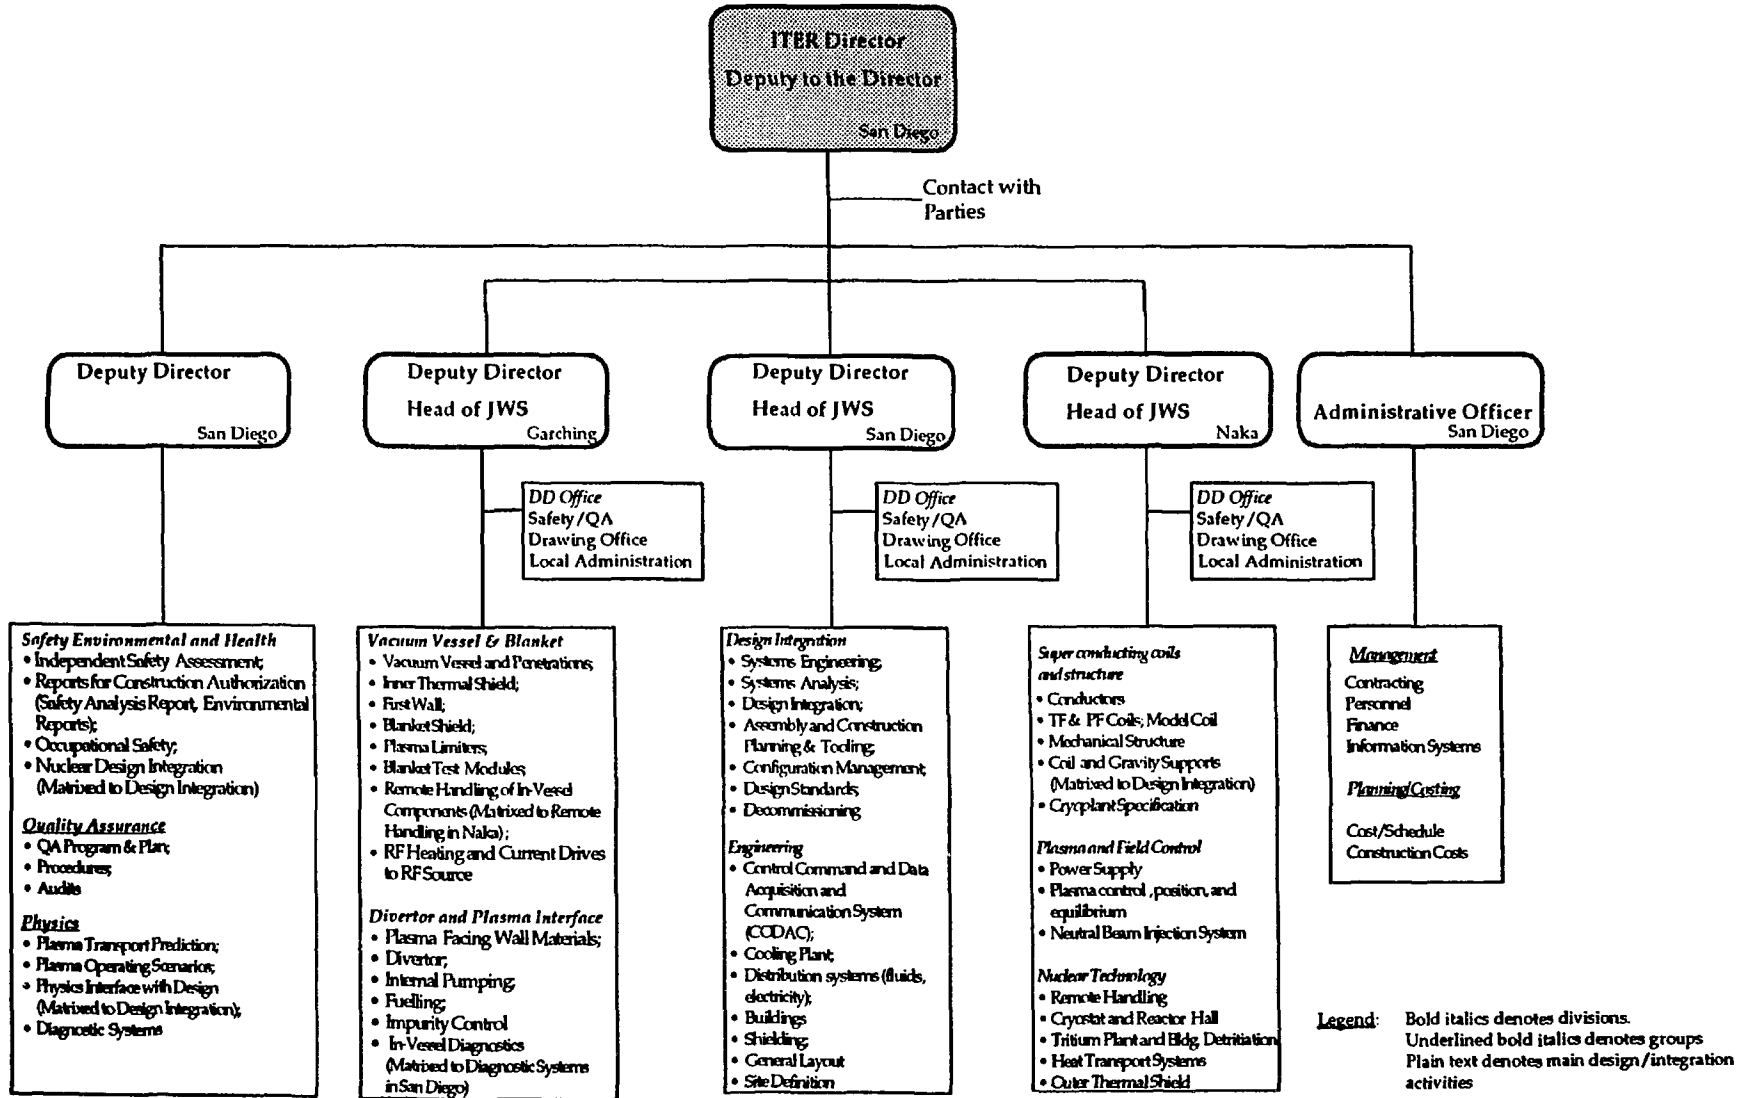 ITER Director
Deputy to the Director
San Diego
Contact with
Parties
Deputy Director
San Diego
Deputy Director
Head of JWS
Garching
Deputy Director
Head of JWS
San Diego
Deputy Director
Head of JWS
Naka
Administrative Officer
San Diego
DD Office
Safety/QA
Drawing Office
Local Administration
DD Office
Safety/QA
Drawing Office
Local Administration
DD Office
Safety/QA
Drawing Office
Local Administration
Safety Environmental and Health
• Independent Safety Assessment;
• Reports for Construction Authorization
(Safety Analysis Report, Environmental
Reports);
• Occupational Safety;
• Nuclear Design Integration
(Matrixed to Design Integration)
Quality Assurance
• QA Program & Plan;
• Procedures;
• Audits
Physics
• Plasma Transport Prediction;
• Plasma Operating Scenarios;
• Physics Interface with Design
(Matrixed to Design Integration);
• Diagnostic Systems
Vacuum Vessel & Blanket
• Vacuum Vessel and Penetrations;
• Inner Thermal Shield;
• First Wall;
• Blanket Shield;
• Plasma Limiters;
• Blanket Test Modules;
• Remote Handling of In-Vessel
Components (Matrixed to Remote
Handling in Naka);
• RF Heating and Current Drives
to RF Source
Divertor and Plasma Interface
• Plasma Facing Wall Materials;
• Divertor;
• Internal Pumping;
• Fuelling;
• Impurity Control
• In-Vessel Diagnostics
(Matrixed to Diagnostic Systems
in San Diego)
Design Integration
• Systems Engineering;
• Systems Analysis;
• Design Integration;
• Assembly and Construction
Planning & Tooling;
• Configuration Management;
• Design Standards;
• Decommissioning
Engineering
• Control Command and Data
Acquisition and
Communication System
(CODAC);
• Cooling Plant;
• Distribution systems (fluids,
electricity);
• Buildings
• Shielding;
• General Layout
• Site Definition
Super conducting coils
and structure
• Conductors
• TF & PF Coils; Model Coil
• Mechanical Structure
• Coil and Gravity Supports
(Matrixed to Design Integration)
• Cryoplant Specification
Plasma and Field Control
• Power Supply
• Plasma control, position, and
equilibrium
• Neutral Beam Injection System
Nuclear Technology
• Remote Handling
• Cryostat and Reactor Hall
• Tritium Plant and Bldg. Detritiation
• Heat Transport Systems
• Outer Thermal Shield
Management
Contracting
Personnel
Finance
Information Systems
Planning/Costing
Cost/Schedule
Construction Costs
Legend: Bold italics denotes divisions.
Underlined bold italics denotes groups
Plain text denotes main design/integration
activities